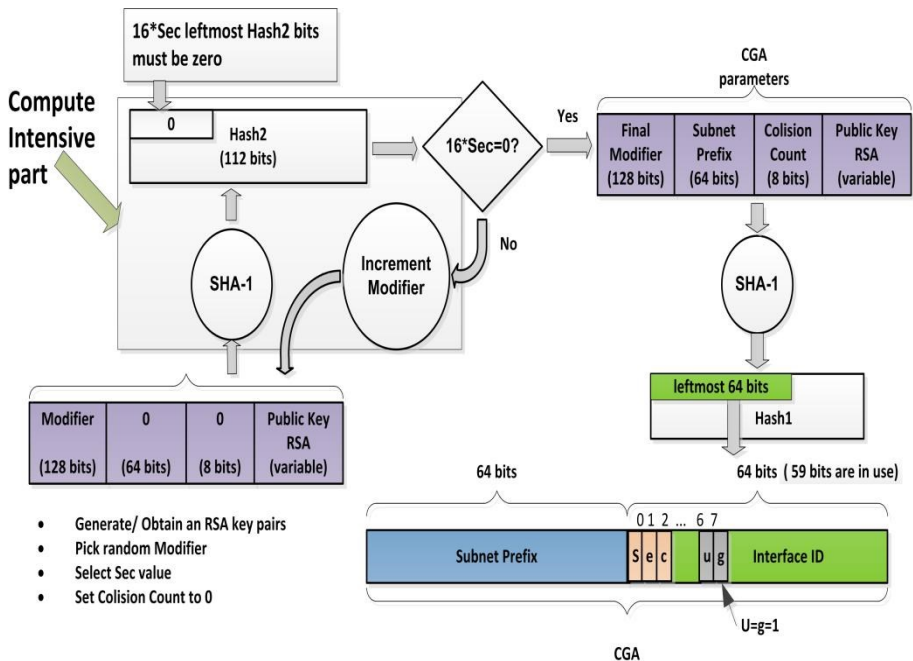 16*Sec leftmost Hash2 bits
must be zero
Compute
Intensive
part
0
Hash2
(112 bits)
16*Sec=0?
Yes
No
SHA-1
Increment
Modifier
Modifier
(128 bits)
0
(64 bits)
0
(8 bits)
Public Key
RSA
(variable)
• Generate/ Obtain an RSA key pairs
• Pick random Modifier
• Select Sec value
• Set Colision Count to 0
CGA
parameters
Final
Modifier
(128 bits)
Subnet
Prefix
(64 bits)
Colision
Count
(8 bits)
Public Key
RSA
(variable)
SHA-1
leftmost 64 bits
Hash1
64 bits
64 bits ( 59 bits are in use)
0 1 2 ... 6 7
Subnet Prefix
S e c
u g
Interface ID
U=g=1
CGA